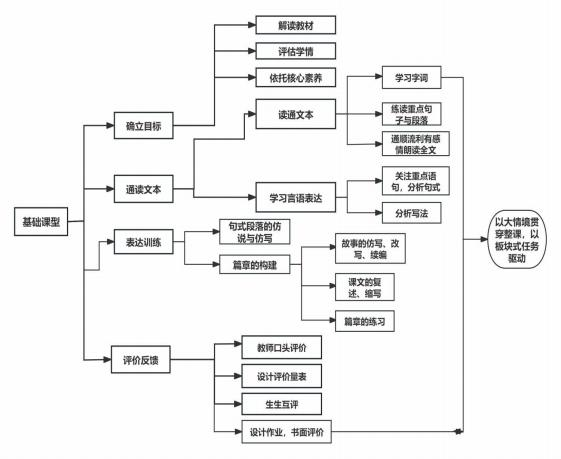 解读教材
评估学情
依托核心素养
确立目标
读通文本
学习字词
练读重点句
子与段落
通顺流利有感
情朗读全文
通读文本
学习言语表达
关注重点语
句，分析句式
分析写法
基础课型
以大情境贯
穿整课，以
板块式任务
驱动
表达训练
句式段落的仿
说与仿写
篇章的构建
故事的仿写、改
写、续编
课文的复
述、缩写
篇章的练习
评价反馈
教师口头评价
设计评价量表
生生互评
设计作业，书面评价